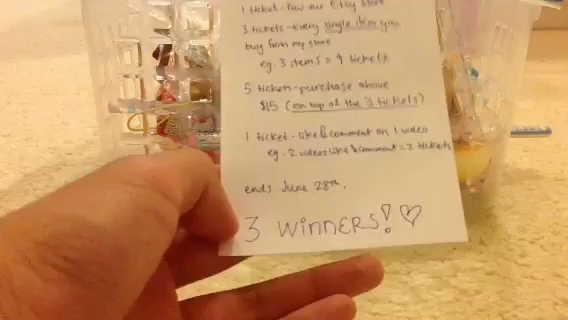 1 ticket-fav our Etsy store
3 tickets-every single item you
buy from my store
eg. 3 items = 9 tickets
5 tickets-purchase above
$15 (on top of the 3 tickets)
1 ticket-like & comment on 1 video
eg. 2 videos like & comment = 2 tickets
ends June 28th.
3 WINNERS! ♡